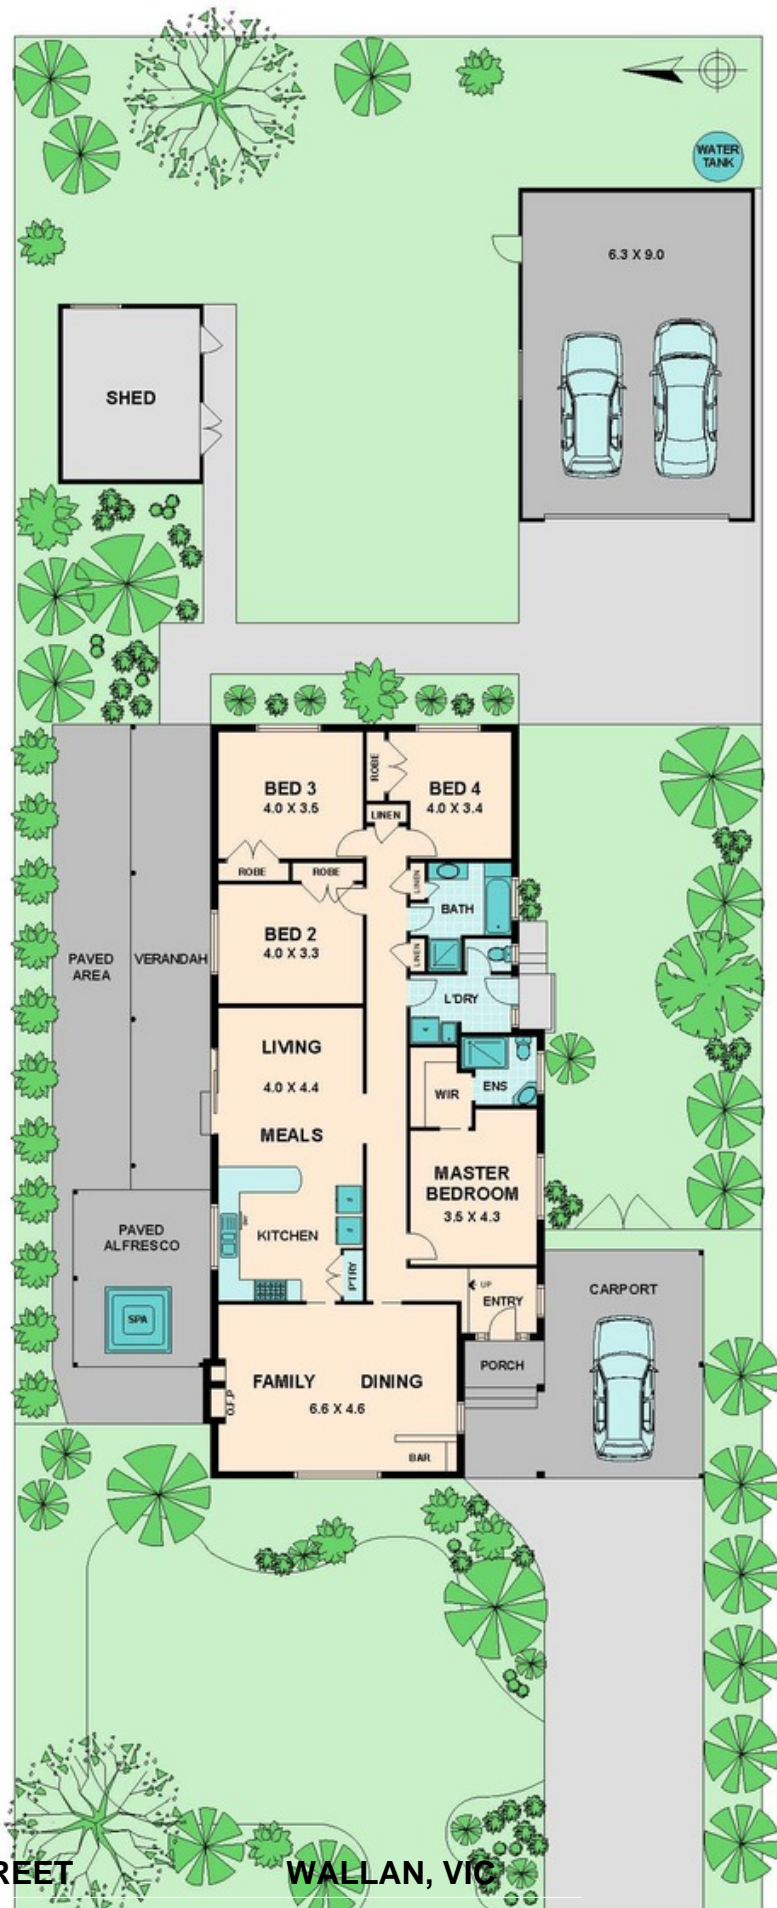 WATER
TANK
6.3 X 9.0
SHED
BED 3
4.0 X 3.5
ROBE
BED 4
4.0 X 3.4
LINEN
ROBE
ROBE
LINEN
BATH
BED 2
4.0 X 3.3
LINEN
PAVED
AREA
VERANDAH
L'DRY
LIVING
4.0 X 4.4
MEALS
WIR
ENS
MASTER
BEDROOM
3.5 X 4.3
PAVED
ALFRESCO
KITCHEN
PTRY
UP
ENTRY
CARPORT
SPA
PORCH
FAMILY
DINING
6.6 X 4.6
O.F.P
BAR
REET
WALLAN, VIC